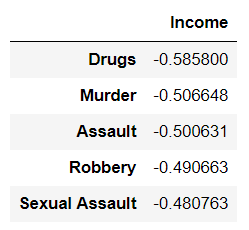 Income
Drugs -0.585800
Murder -0.506648
Assault -0.500631
Robbery -0.490663
Sexual Assault -0.480763